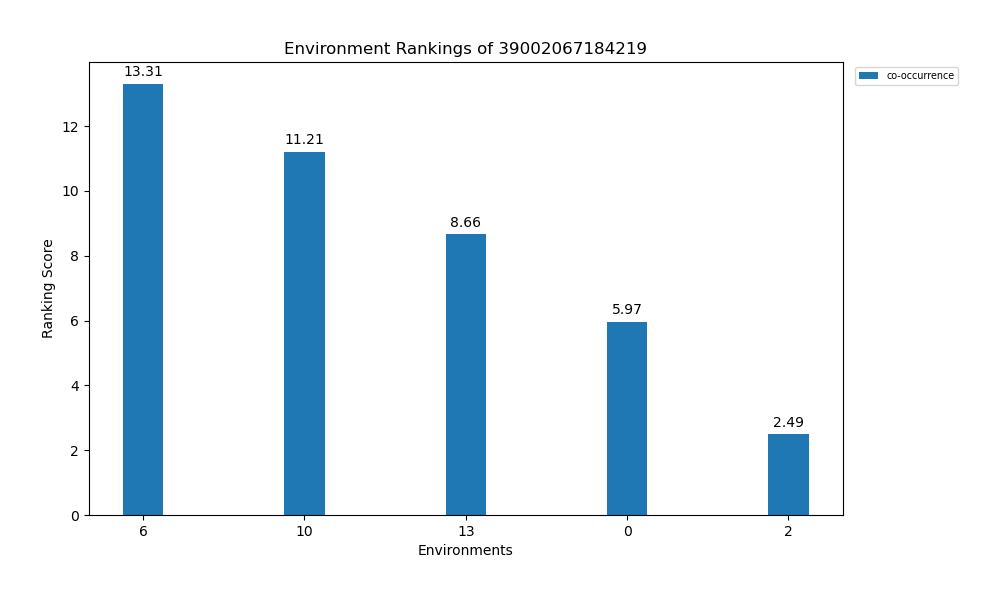 Environment Rankings of 39002067184219
co-occurrence
13.31
11.21
8.66
5.97
2.49
Ranking Score
12
10
8
6
4
2
0
6 10 13 0 2
Environments